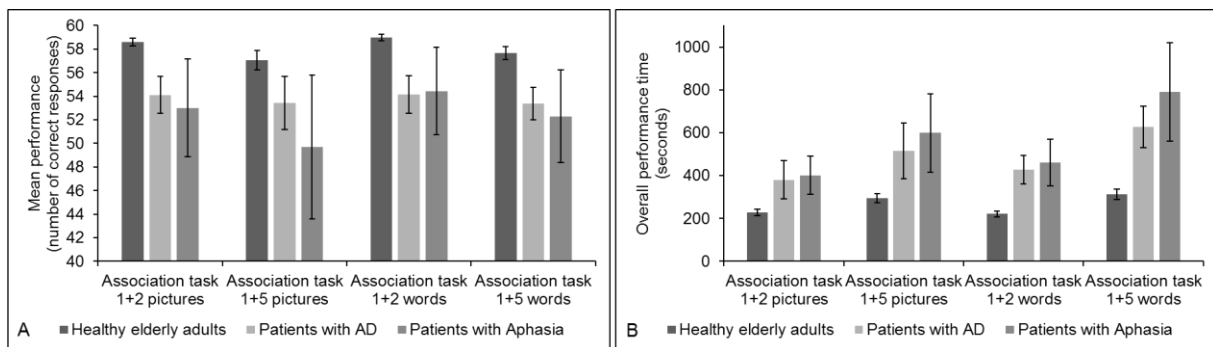 Mean performance
(number of correct responses)
60
58
56
54
52
50
48
46
44
42
40
Association task
1+2 pictures
Association task
1+5 pictures
Association task
1+2 words
Association task
1+5 words
A
Healthy elderly adults
Patients with AD
Patients with Aphasia
Overall performance time
(seconds)
1000
800
600
400
200
0
Association task
1+2 pictures
Association task
1+5 pictures
Association task
1+2 words
Association task
1+5 words
B
Healthy elderly adults
Patients with AD
Patients with Aphasia